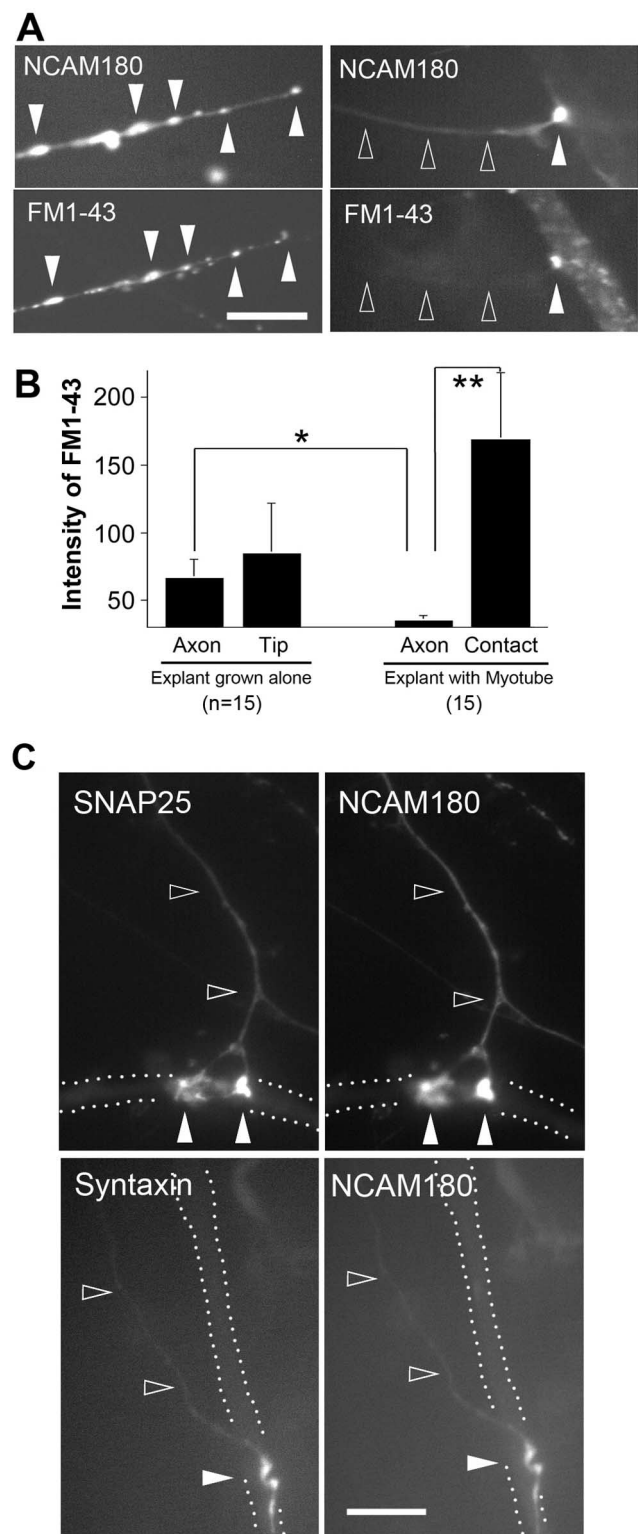 A
NCAM180
NCAM180
FM1-43
FM1-43
B
Intensity of FM1-43
200
150
100
50
*
**
Axon Tip Axon Contact
Explant grown alone Explant with Myotube
(n=15) (15)
C
SNAP25
NCAM180
Syntaxin
NCAM180